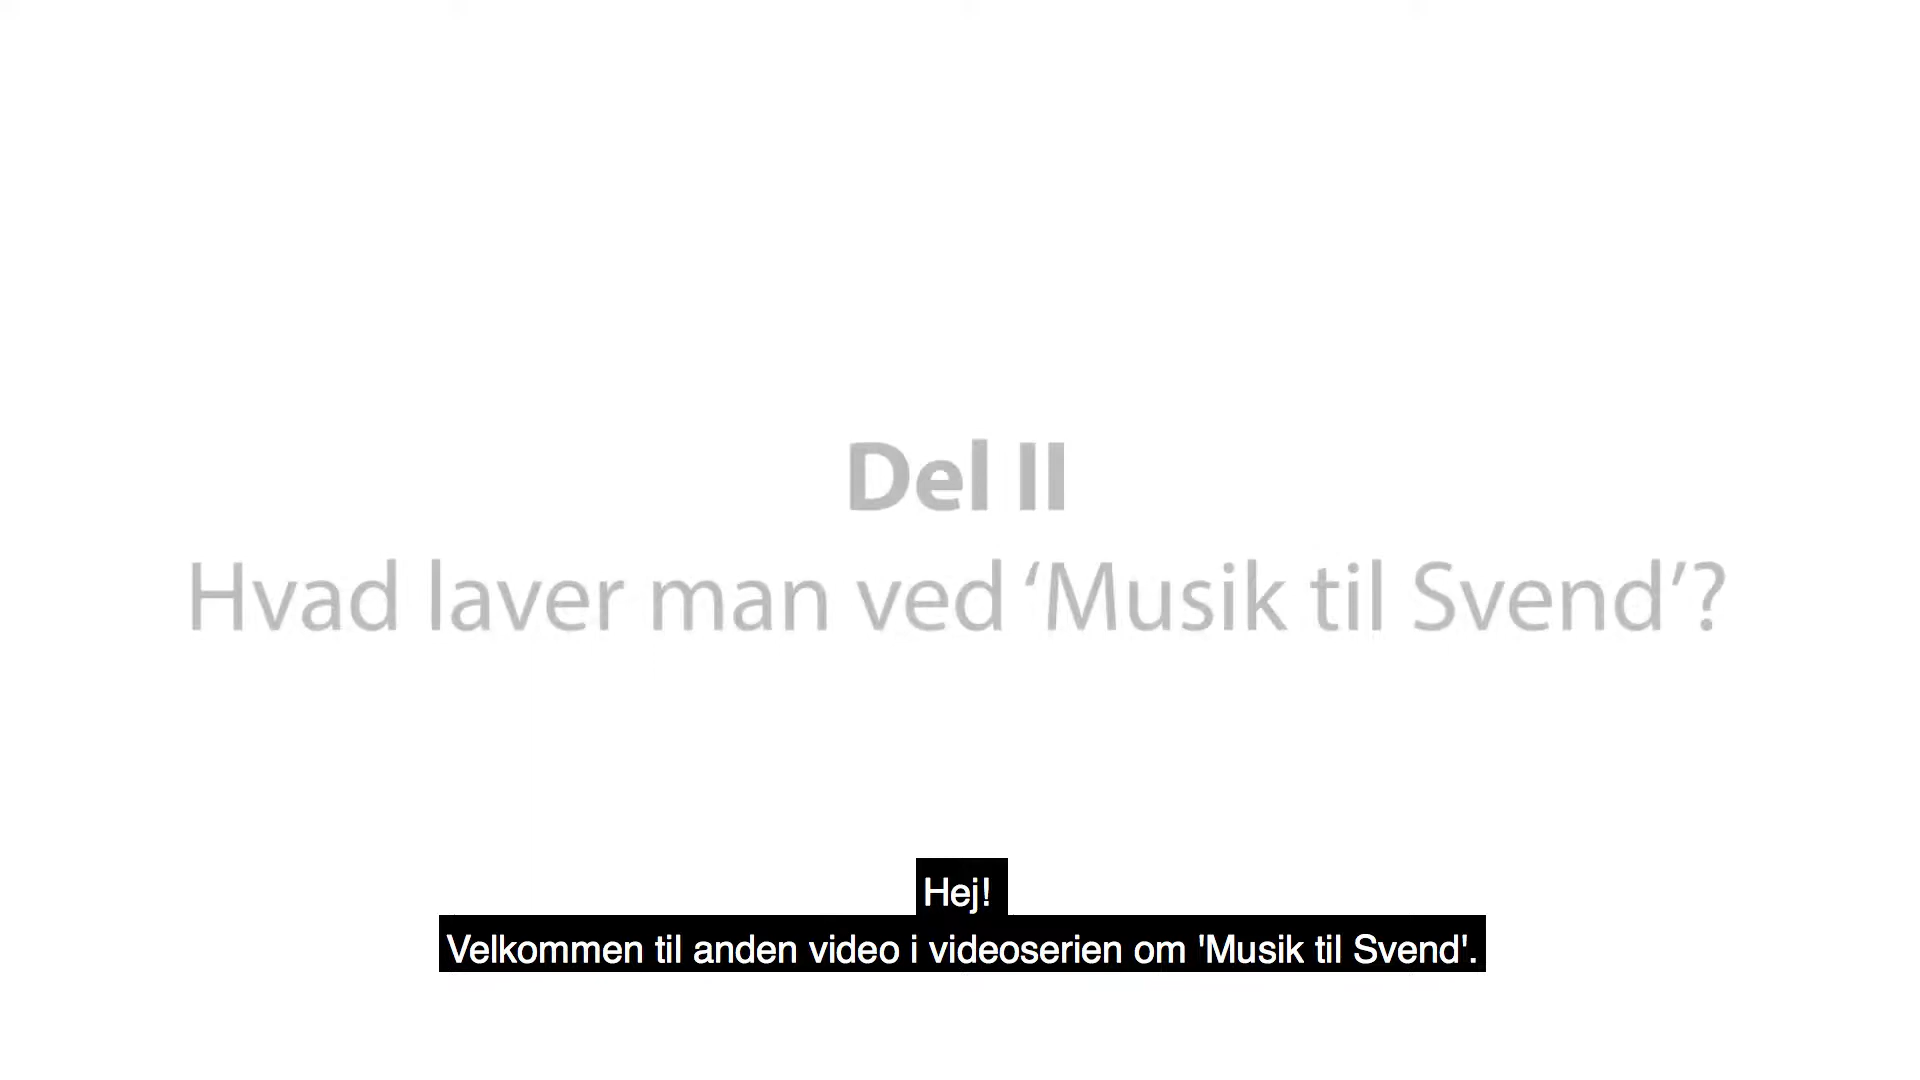 Del II
Hvad laver man ved ‘Musik til Svend’?
Hej!
Velkommen til anden video i videoserien om 'Musik til Svend'.